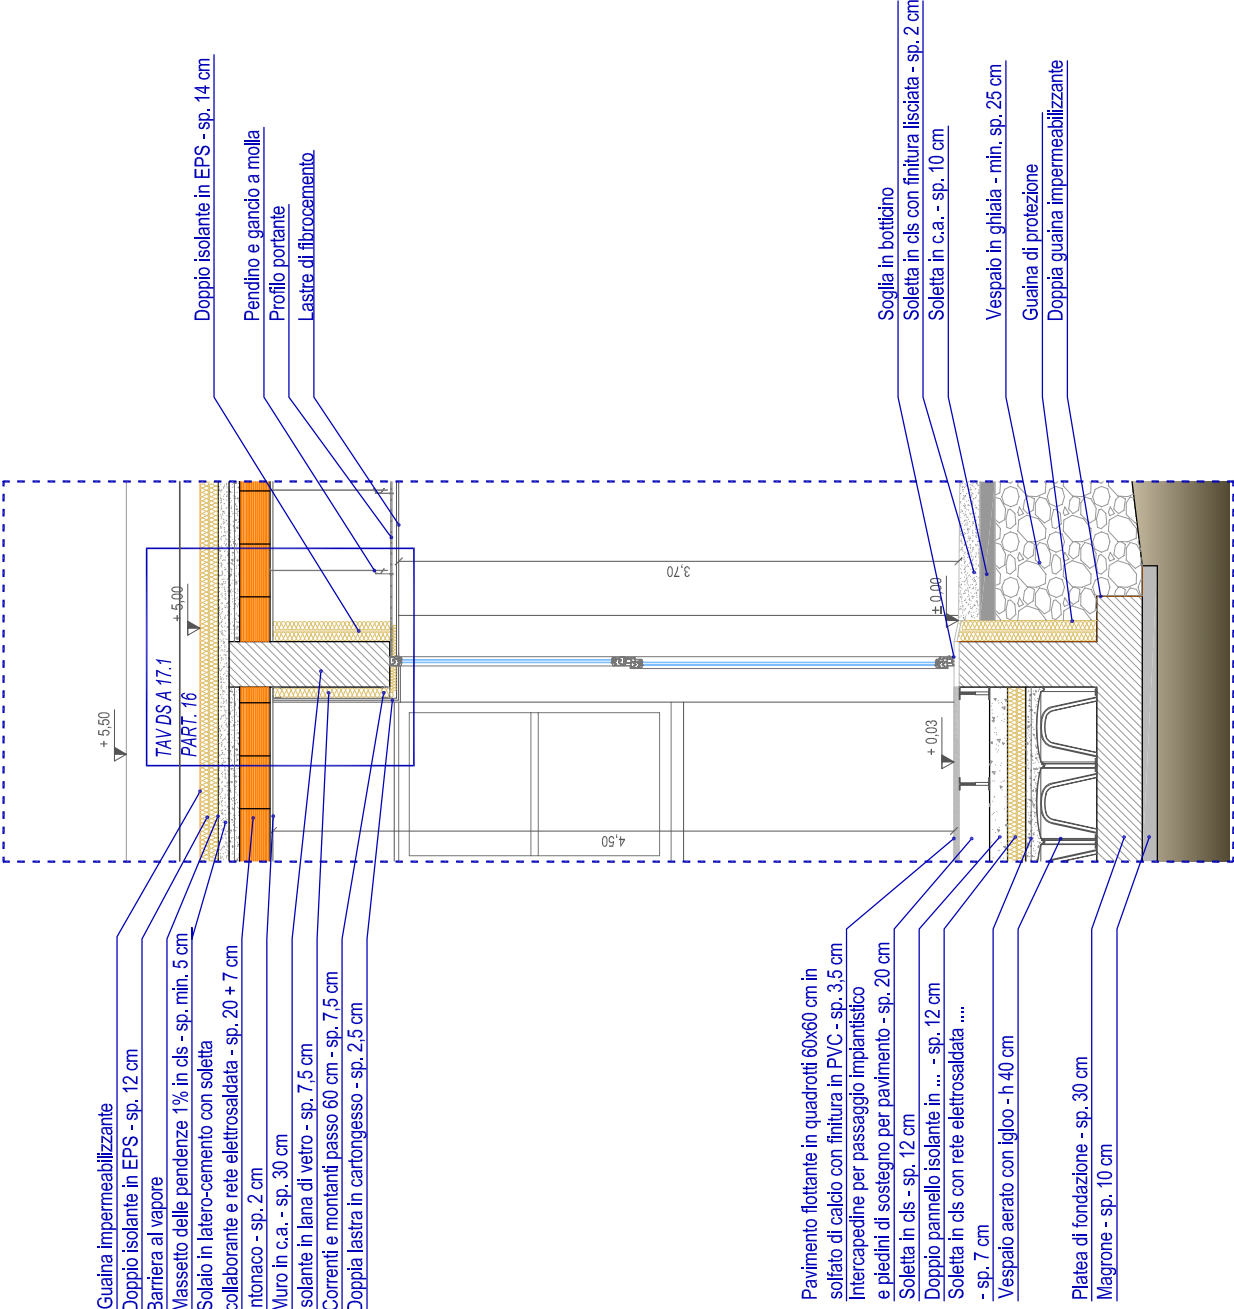 Doppio isolante in EPS - sp. 14 cm
Pendino e gancio a molla
Profilo portante
Lastre di fibrocemento
Soglia in botticino
Soletta in cls con finitura lisciata - sp. 2 cm
Soletta in c.a. - sp. 10 cm
Vespaio in ghiaia - min. sp. 25 cm
Guaina di protezione
Doppia guaina impermeabilizzante
+ 5,50
TAV DS A 17.1
PART. 16
+ 5,00
3,70
4,50
± 0,00
+ 0,03
Guaina impermeabilizzante
Doppio isolante in EPS - sp. 12 cm
Barriera al vapore
Massetto delle pendenze 1% in cls - sp. min. 5 cm
Solaio in latero-cemento con soletta
collaborante e rete elettrosaldata - sp. 20 + 7 cm
ntonaco - sp. 2 cm
Muro in c.a. - sp. 30 cm
solante in lana di vetro - sp. 7,5 cm
Correnti e montanti passo 60 cm - sp. 7,5 cm
Doppia lastra in cartongesso - sp. 2,5 cm
Pavimento flottante in quadrotti 60x60 cm in
solfato di calcio con finitura in PVC - sp. 3,5 cm
Intercapedine per passaggio impiantistico
e piedini di sostegno per pavimento - sp. 20 cm
Soletta in cls - sp. 12 cm
Doppio pannello isolante in ... - sp. 12 cm
Soletta in cls con rete elettrosaldata ....
- sp. 7 cm
Vespaio aerato con igloo - h 40 cm
Platea di fondazione - sp. 30 cm
Magrone - sp. 10 cm